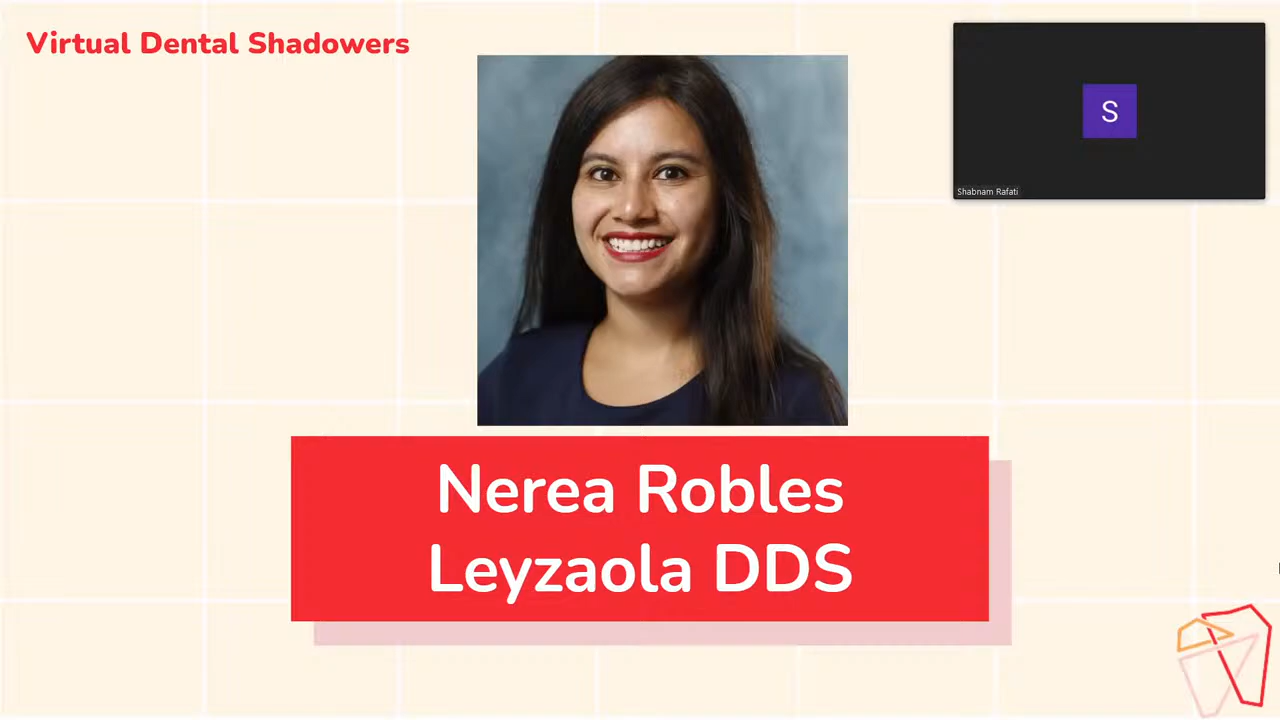 Virtual Dental Shadowers
S
Shabnam Rafati
Nerea Robles
Leyzaola DDS